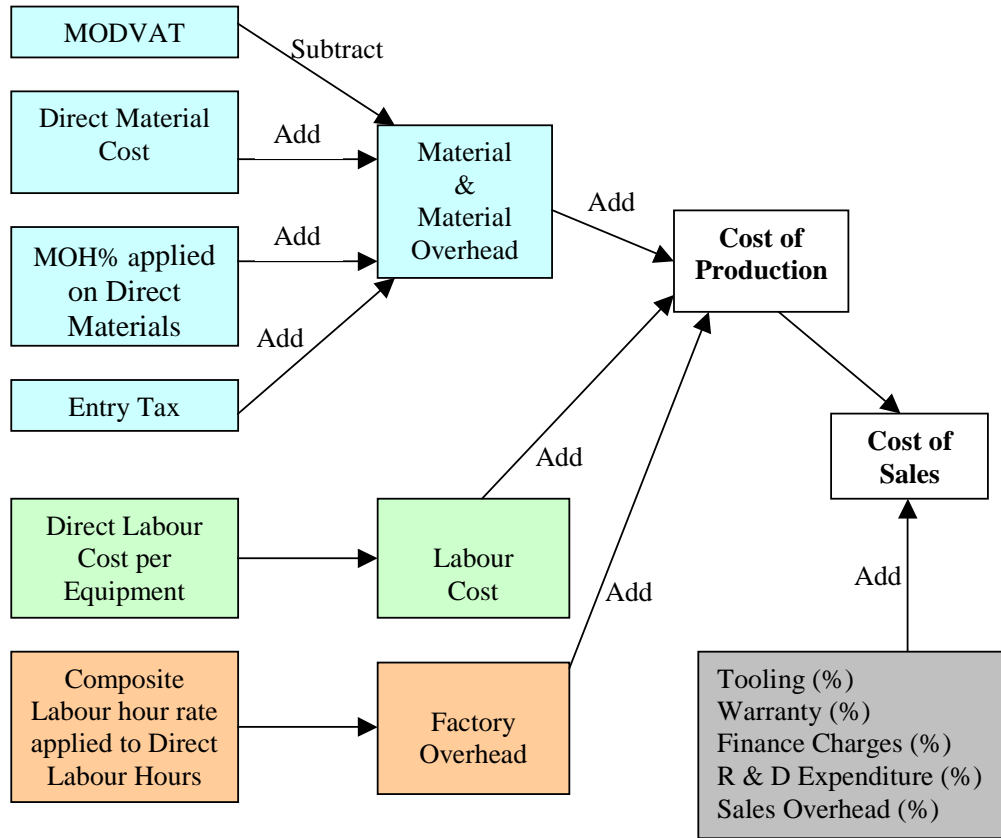 MODVAT
Subtract
Direct Material
Cost
Add
Material
&
Material
Overhead
Add
MOH% applied
on Direct
Materials
Add
Entry Tax
Add
Cost of
Production
Cost of
Sales
Direct Labour
Cost per
Equipment
Labour
Cost
Add
Composite
Labour hour rate
applied to Direct
Labour Hours
Factory
Overhead
Add
Add
Tooling (%)
Warranty (%)
Finance Charges (%)
R & D Expenditure (%)
Sales Overhead (%)